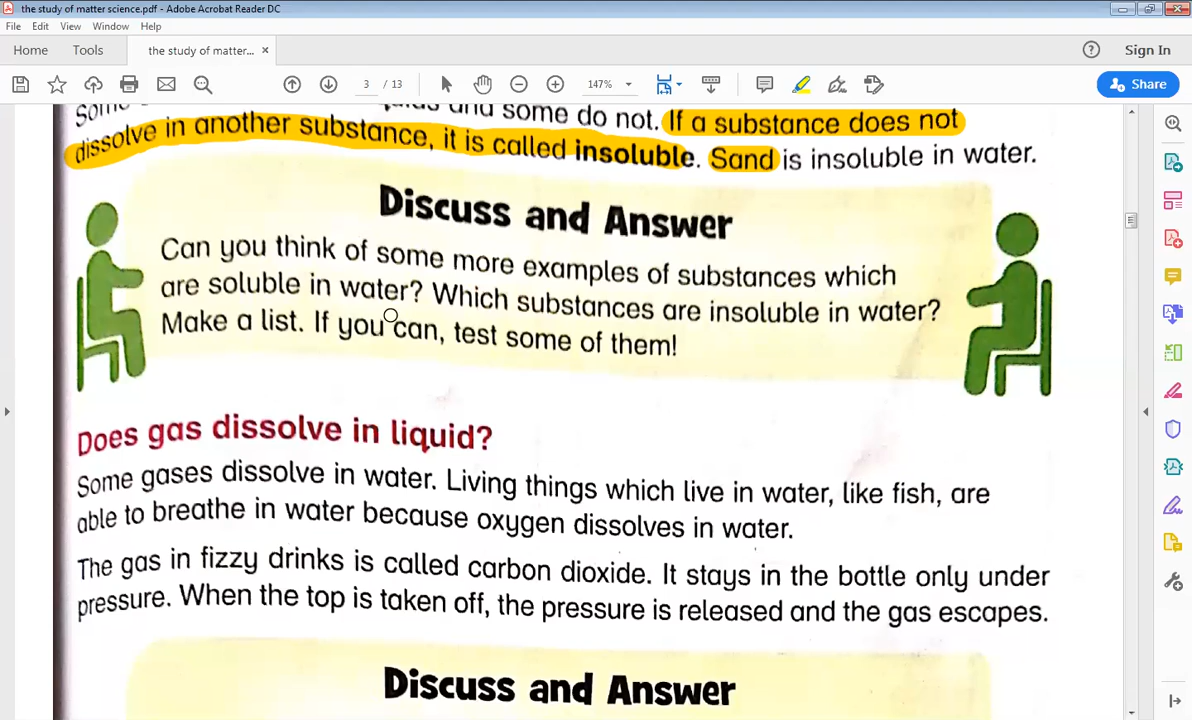 the study of matter science.pdf - Adobe Acrobat Reader DC
File Edit View Window Help
Home Tools the study of matter... ×
Sign In
3 / 13
147%
Share
Some and some do not. If a substance does not
dissolve in another substance, it is called insoluble. Sand is insoluble in water.
Discuss and Answer
Can you think of some more examples of substances which
are soluble in water? Which substances are insoluble in water?
Make a list. If you can, test some of them!
Does gas dissolve in liquid?
Some gases dissolve in water. Living things which live in water, like fish, are
able to breathe in water because oxygen dissolves in water.
The gas in fizzy drinks is called carbon dioxide. It stays in the bottle only under
pressure. When the top is taken off, the pressure is released and the gas escapes.
Discuss and Answer